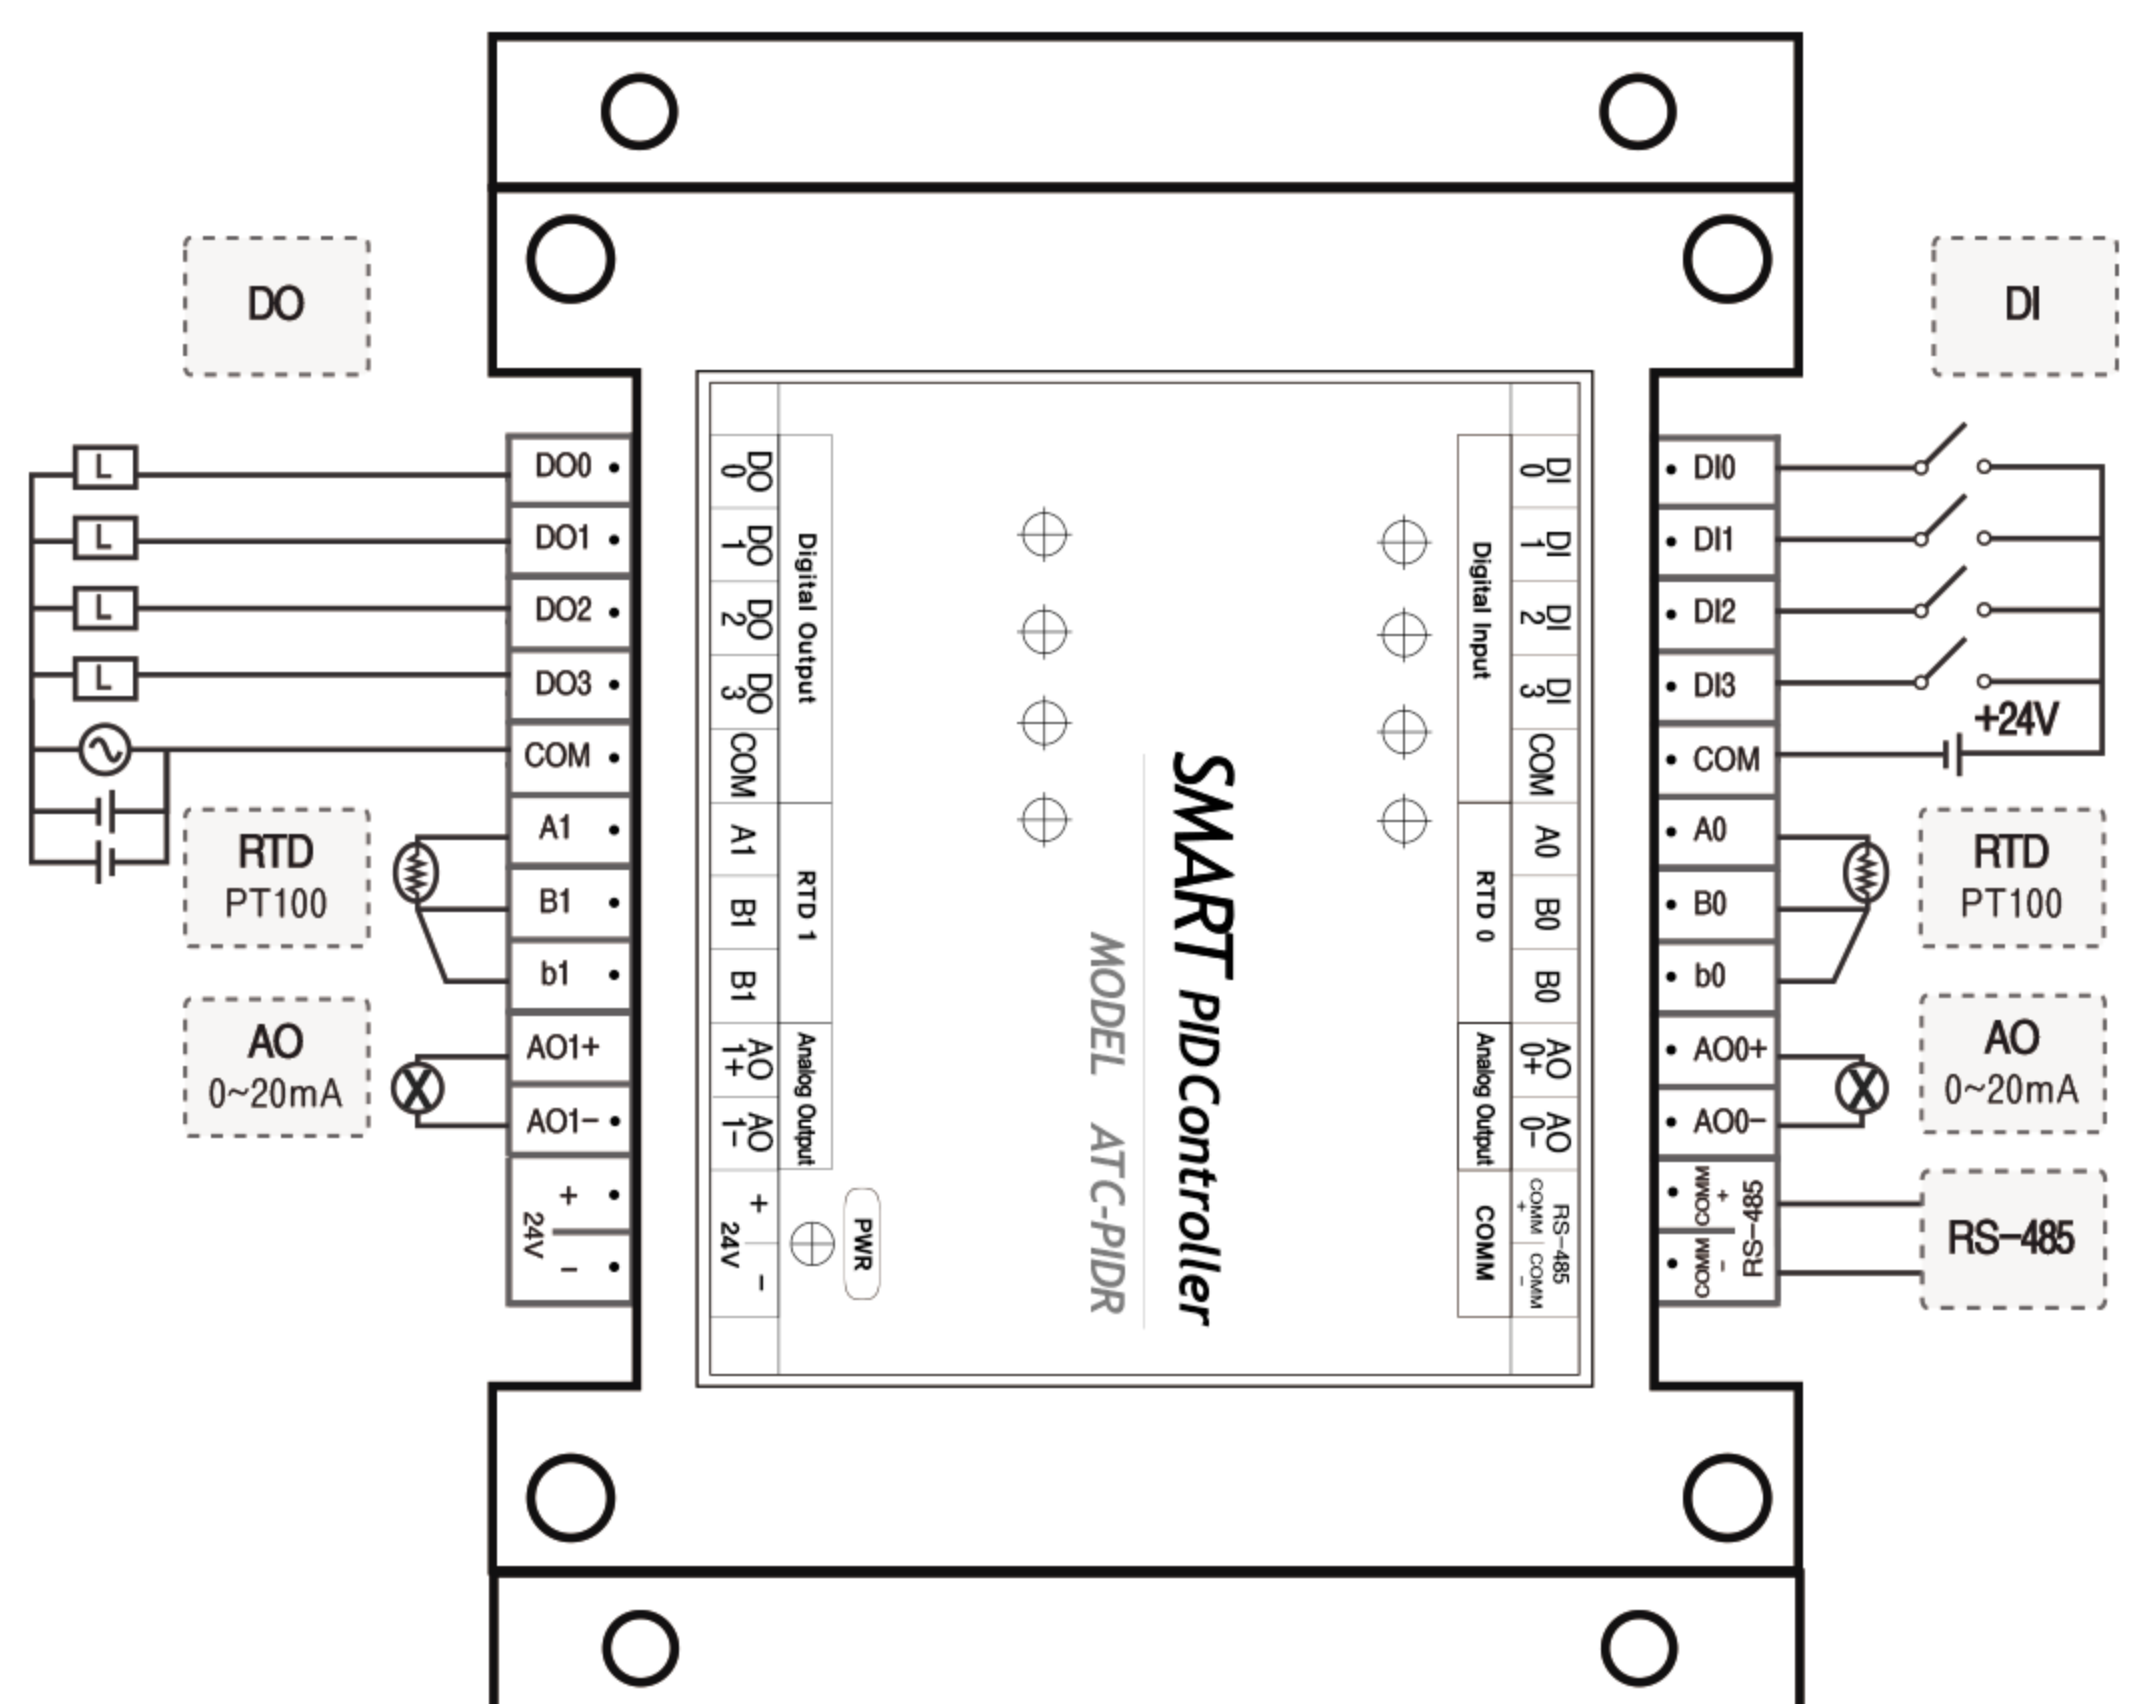 DO
DI
L
L
L
L
DO0
DO1
DO2
DO3
COM
A1
B1
b1
AO1+
AO1−
24V
+
−
RTD
PT100
AO
0~20mA
DO
0
DO
1
DO
2
DO
3
COM
A1
B1
B1
AO
1+
AO
1−
+
−
24V
Digital Output
RTD 1
Analog Output
PWR
SMART PIDController
MODEL ATC-PIDR
Digital Input
RTD 0
Analog Output
COMM
DI
0
DI
1
DI
2
DI
3
COM
A0
B0
B0
AO
0+
AO
0−
RS-485
COMM
+
COMM
−
DI0
DI1
DI2
DI3
COM
A0
B0
b0
AO0+
AO0−
RS-485
+
COMM
−
COMM
+24V
RTD
PT100
AO
0~20mA
RS-485